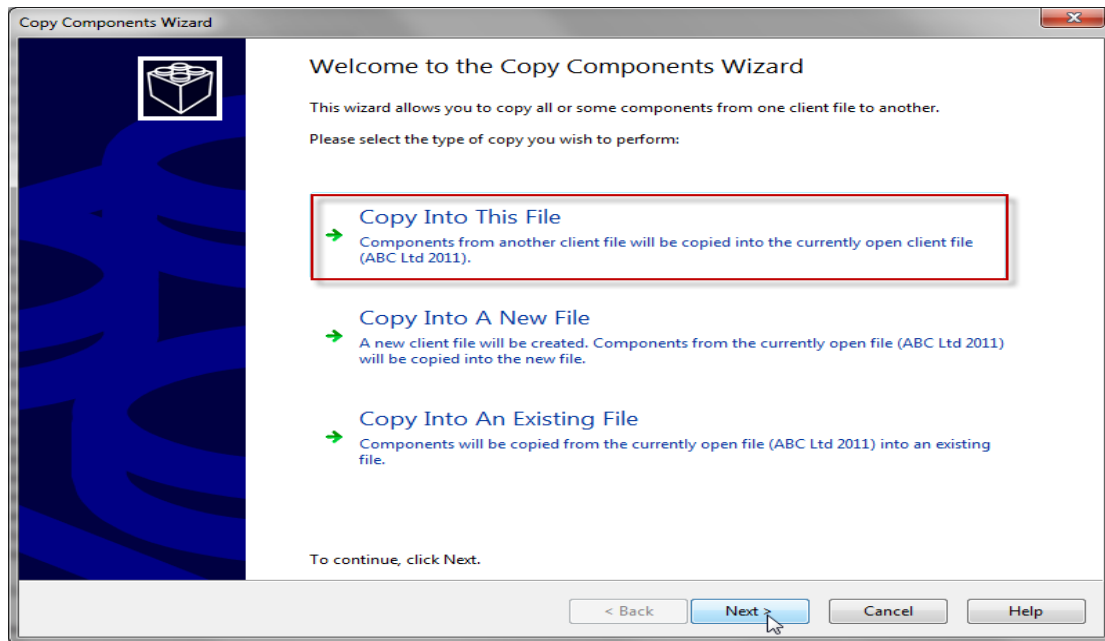 Copy Components Wizard
Welcome to the Copy Components Wizard
This wizard allows you to copy all or some components from one client file to another.
Please select the type of copy you wish to perform:
Copy Into This File
Components from another client file will be copied into the currently open client file
(ABC Ltd 2011).
Copy Into A New File
A new client file will be created. Components from the currently open file (ABC Ltd 2011)
will be copied into the new file.
Copy Into An Existing File
Components will be copied from the currently open file (ABC Ltd 2011) into an existing
file.
To continue, click Next.
< Back Next > Cancel Help